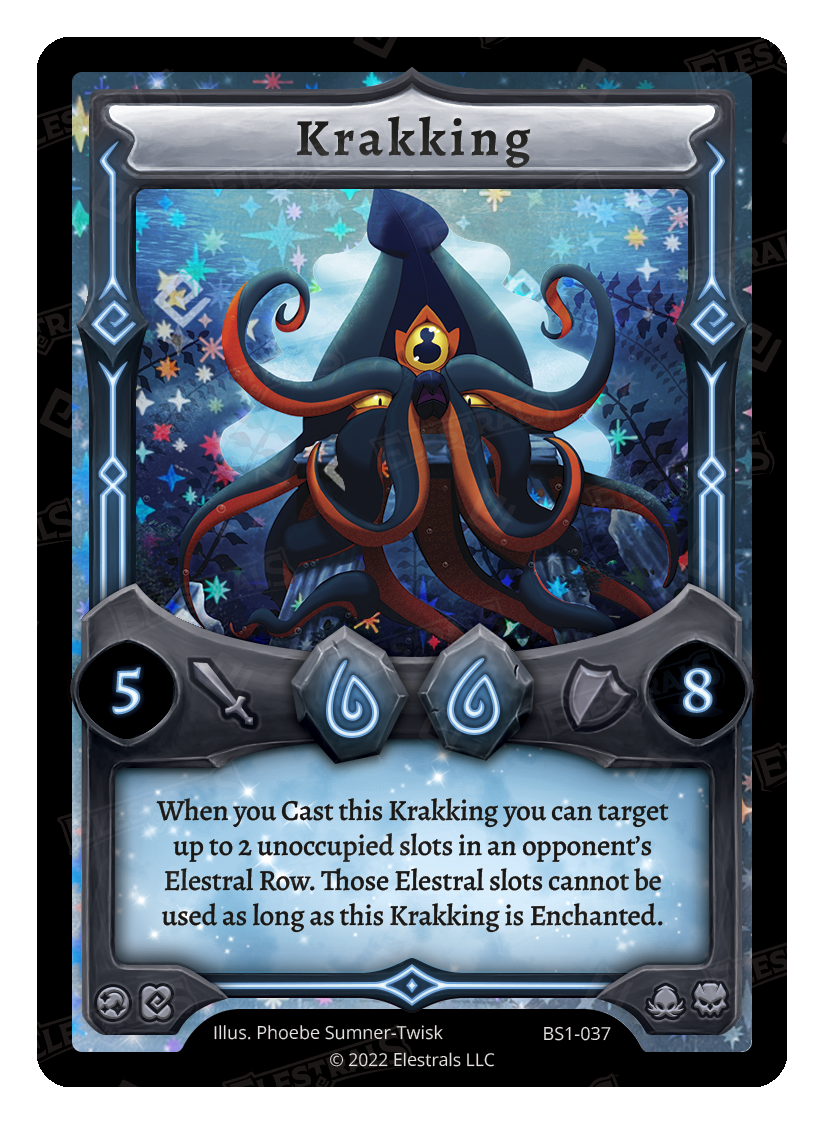 Krakking
5
8
When you Cast this Krakking you can target
up to 2 unoccupied slots in an opponent's
Elestral Row. Those Elestral slots cannot be
used as long as this Krakking is Enchanted.
Illus. Phoebe Sumner-Twisk
BS1-037
© 2022 Elestrals LLC
ELESTRALS